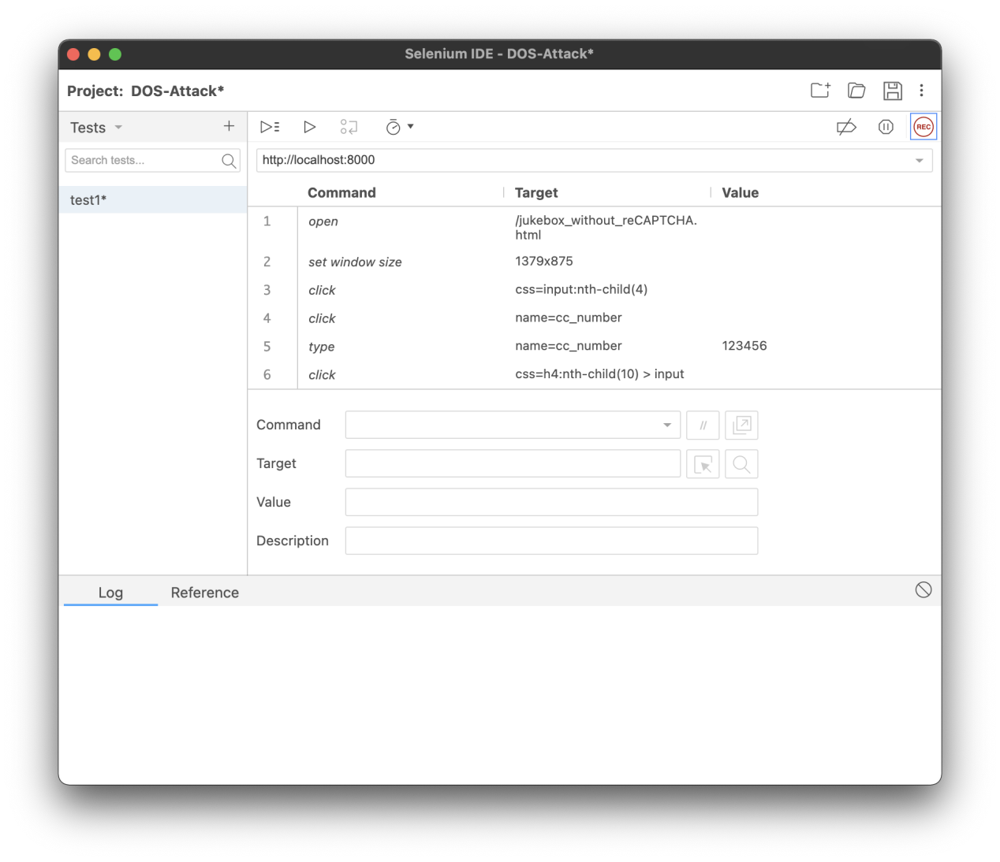 Selenium IDE - DOS-Attack*
Project: DOS-Attack*
Tests
REC
Search tests...
http://localhost:8000
test1*
Command Target Value
1 open /jukebox_without_reCAPTCHA.
html
2 set window size 1379x875
3 click css=input:nth-child(4)
4 click name=cc_number
5 type name=cc_number 123456
6 click css=h4:nth-child(10) > input
Command //
Target
Value
Description
Log Reference